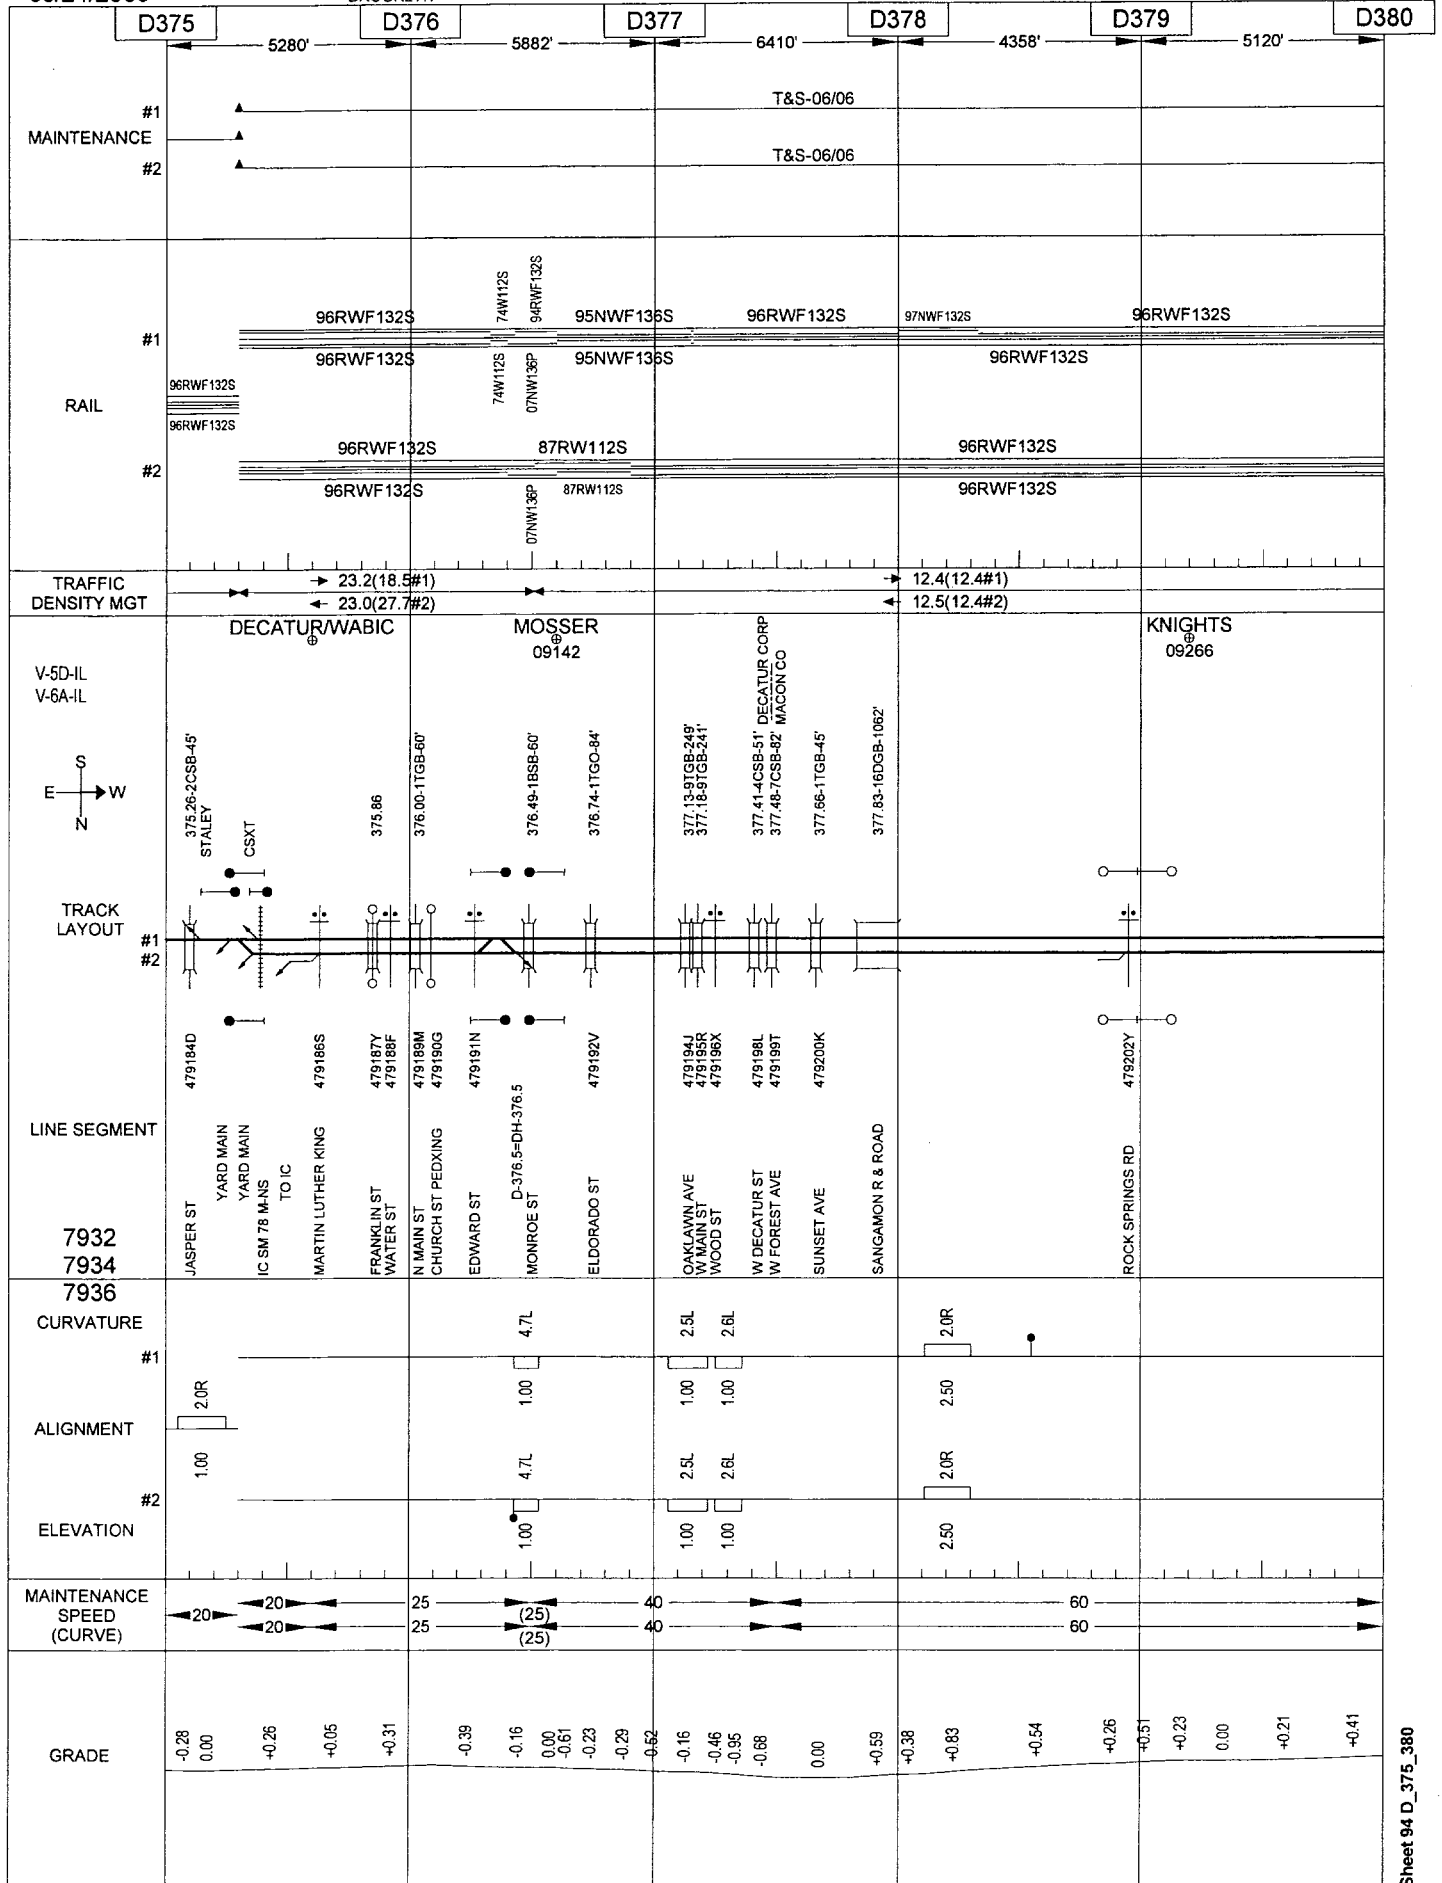 D375 D376 D377 D378 D379 D380
5280' 5882' 6410' 4358' 5120'
#1 T&S-06/06
MAINTENANCE
#2 T&S-06/06
RAIL
#1
96RWF132S 74W112S 94RWF132S 95NWF136S 96RWF132S 97NWF132S 96RWF132S
96RWF132S 74W112S 07NW136P 95NWF136S 96RWF132S
96RWF132S
96RWF132S
#2
96RWF132S 87RW112S 96RWF132S
96RWF132S 07NW136P 87RW112S 96RWF132S
TRAFFIC
DENSITY MGT
23.2(18.5#1) 12.4(12.4#1)
23.0(27.7#2) 12.5(12.4#2)
DECATUR/WABIC MOSSER KNIGHTS
09142 09266
V-5D-IL
V-6A-IL
S
E W
N
375.26-2CSB-45'
STALEY
CSXT
375.86
376.00-1TGB-60'
376.49-1BSB-60'
376.74-1TGO-84'
377.13-9TGB-249'
377.18-9TGB-241'
377.41-4CSB-51'
377.48-7CSB-82'
DECATUR CORP
MACON CO
377.66-1TGB-45'
377.83-16DGB-1062'
TRACK
LAYOUT
#1
#2
479184D
479186S
479187Y
479188F
479189M
479190G
479191N
479192V
479194J
479195R
479196X
479198L
479199T
479200K
479202Y
LINE SEGMENT
JASPER ST
YARD MAIN
YARD MAIN
IC SM 78 M-NS
TO IC
MARTIN LUTHER KING
FRANKLIN ST
WATER ST
N MAIN ST
CHURCH ST PEDXING
EDWARD ST
D-376.5=DH-376.5
MONROE ST
ELDORADO ST
OAKLAWN AVE
W MAIN ST
WOOD ST
W DECATUR ST
W FOREST AVE
SUNSET AVE
SANGAMON R & ROAD
ROCK SPRINGS RD
7932
7934
7936
CURVATURE
#1
4.7L 2.5L 2.6L 2.0R
1.00 1.00 1.00 2.50
ALIGNMENT
2.0R
1.00
#2
4.7L 2.5L 2.6L 2.0R
1.00 1.00 1.00 2.50
ELEVATION
MAINTENANCE
SPEED
(CURVE)
20 20 25 (25) 40 60
20 25 (25) 40 60
GRADE
-0.28 0.00 +0.26 +0.05 +0.31 -0.39 -0.16 0.00 -0.61 -0.23 -0.29 -0.52 -0.16 -0.46 -0.95 -0.68 0.00 +0.59 +0.38 +0.83 +0.54 +0.26 +0.51 +0.23 0.00 +0.21 +0.41
Sheet 94 D_375_380